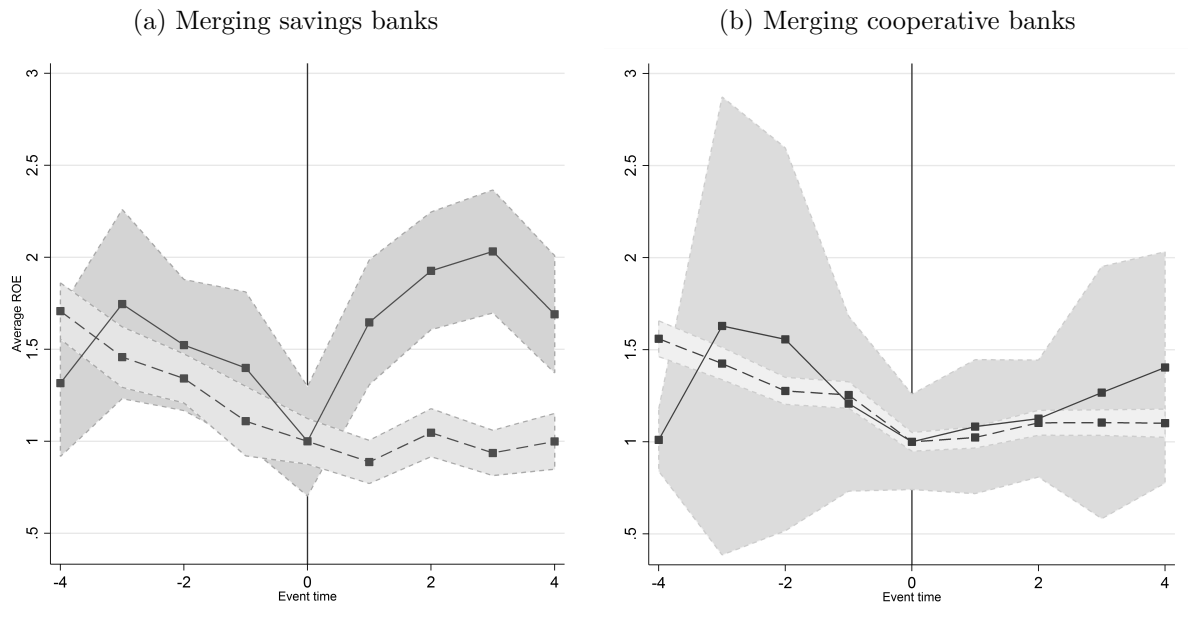 (a) Merging savings banks
3
2.5
2
1.5
1
.5
Average ROE
-4 -2 0 2 4
Event time
(b) Merging cooperative banks
3
2.5
2
1.5
1
.5
-4 -2 0 2 4
Event time